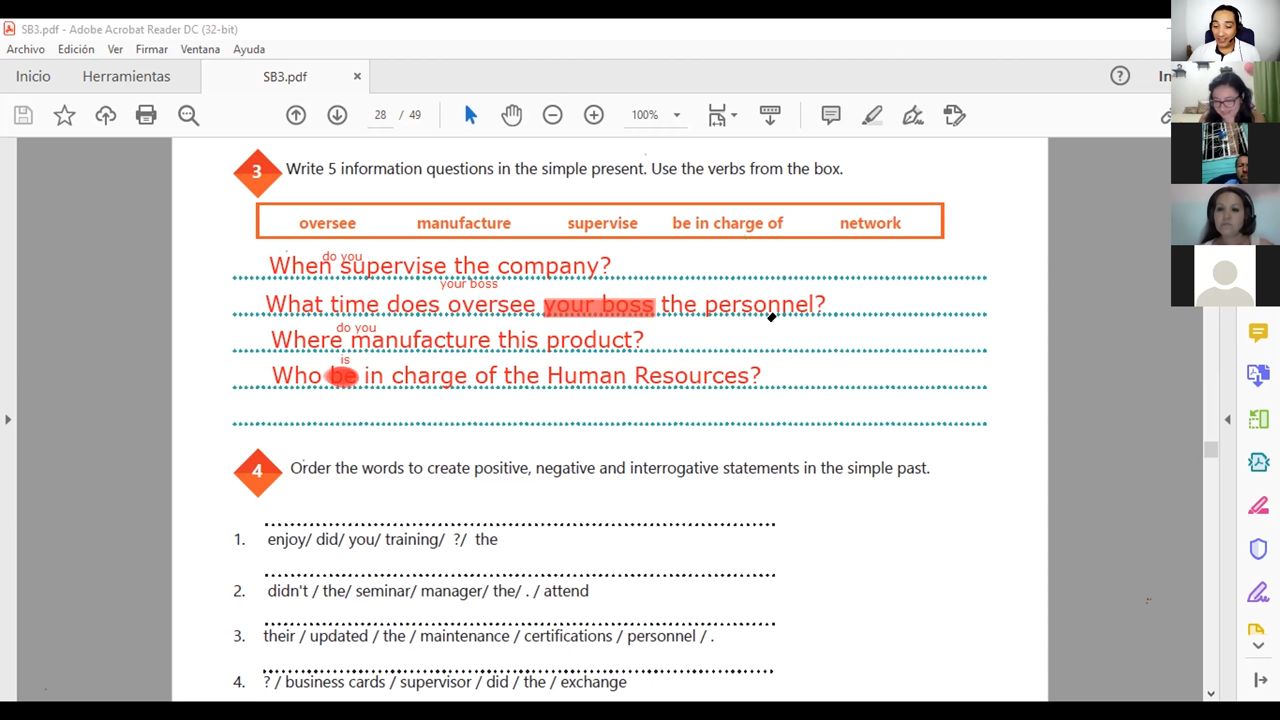 SB3.pdf - Adobe Acrobat Reader DC (32-bit)
Archivo Edición Ver Firmar Ventana Ayuda
Inicio Herramientas SB3.pdf × ? In
28 / 49 100%
3 Write 5 information questions in the simple present. Use the verbs from the box.
oversee manufacture supervise be in charge of network
do you
When supervise the company?
your boss
What time does oversee your boss the personnel?
do you
Where manufacture this product?
is
Who be in charge of the Human Resources?
4 Order the words to create positive, negative and interrogative statements in the simple past.
1. enjoy/ did/ you/ training/ ?/ the
2. didn't / the/ seminar/ manager/ the/ . / attend
3. their / updated / the / maintenance / certifications / personnel / .
4. ? / business cards / supervisor / did / the / exchange